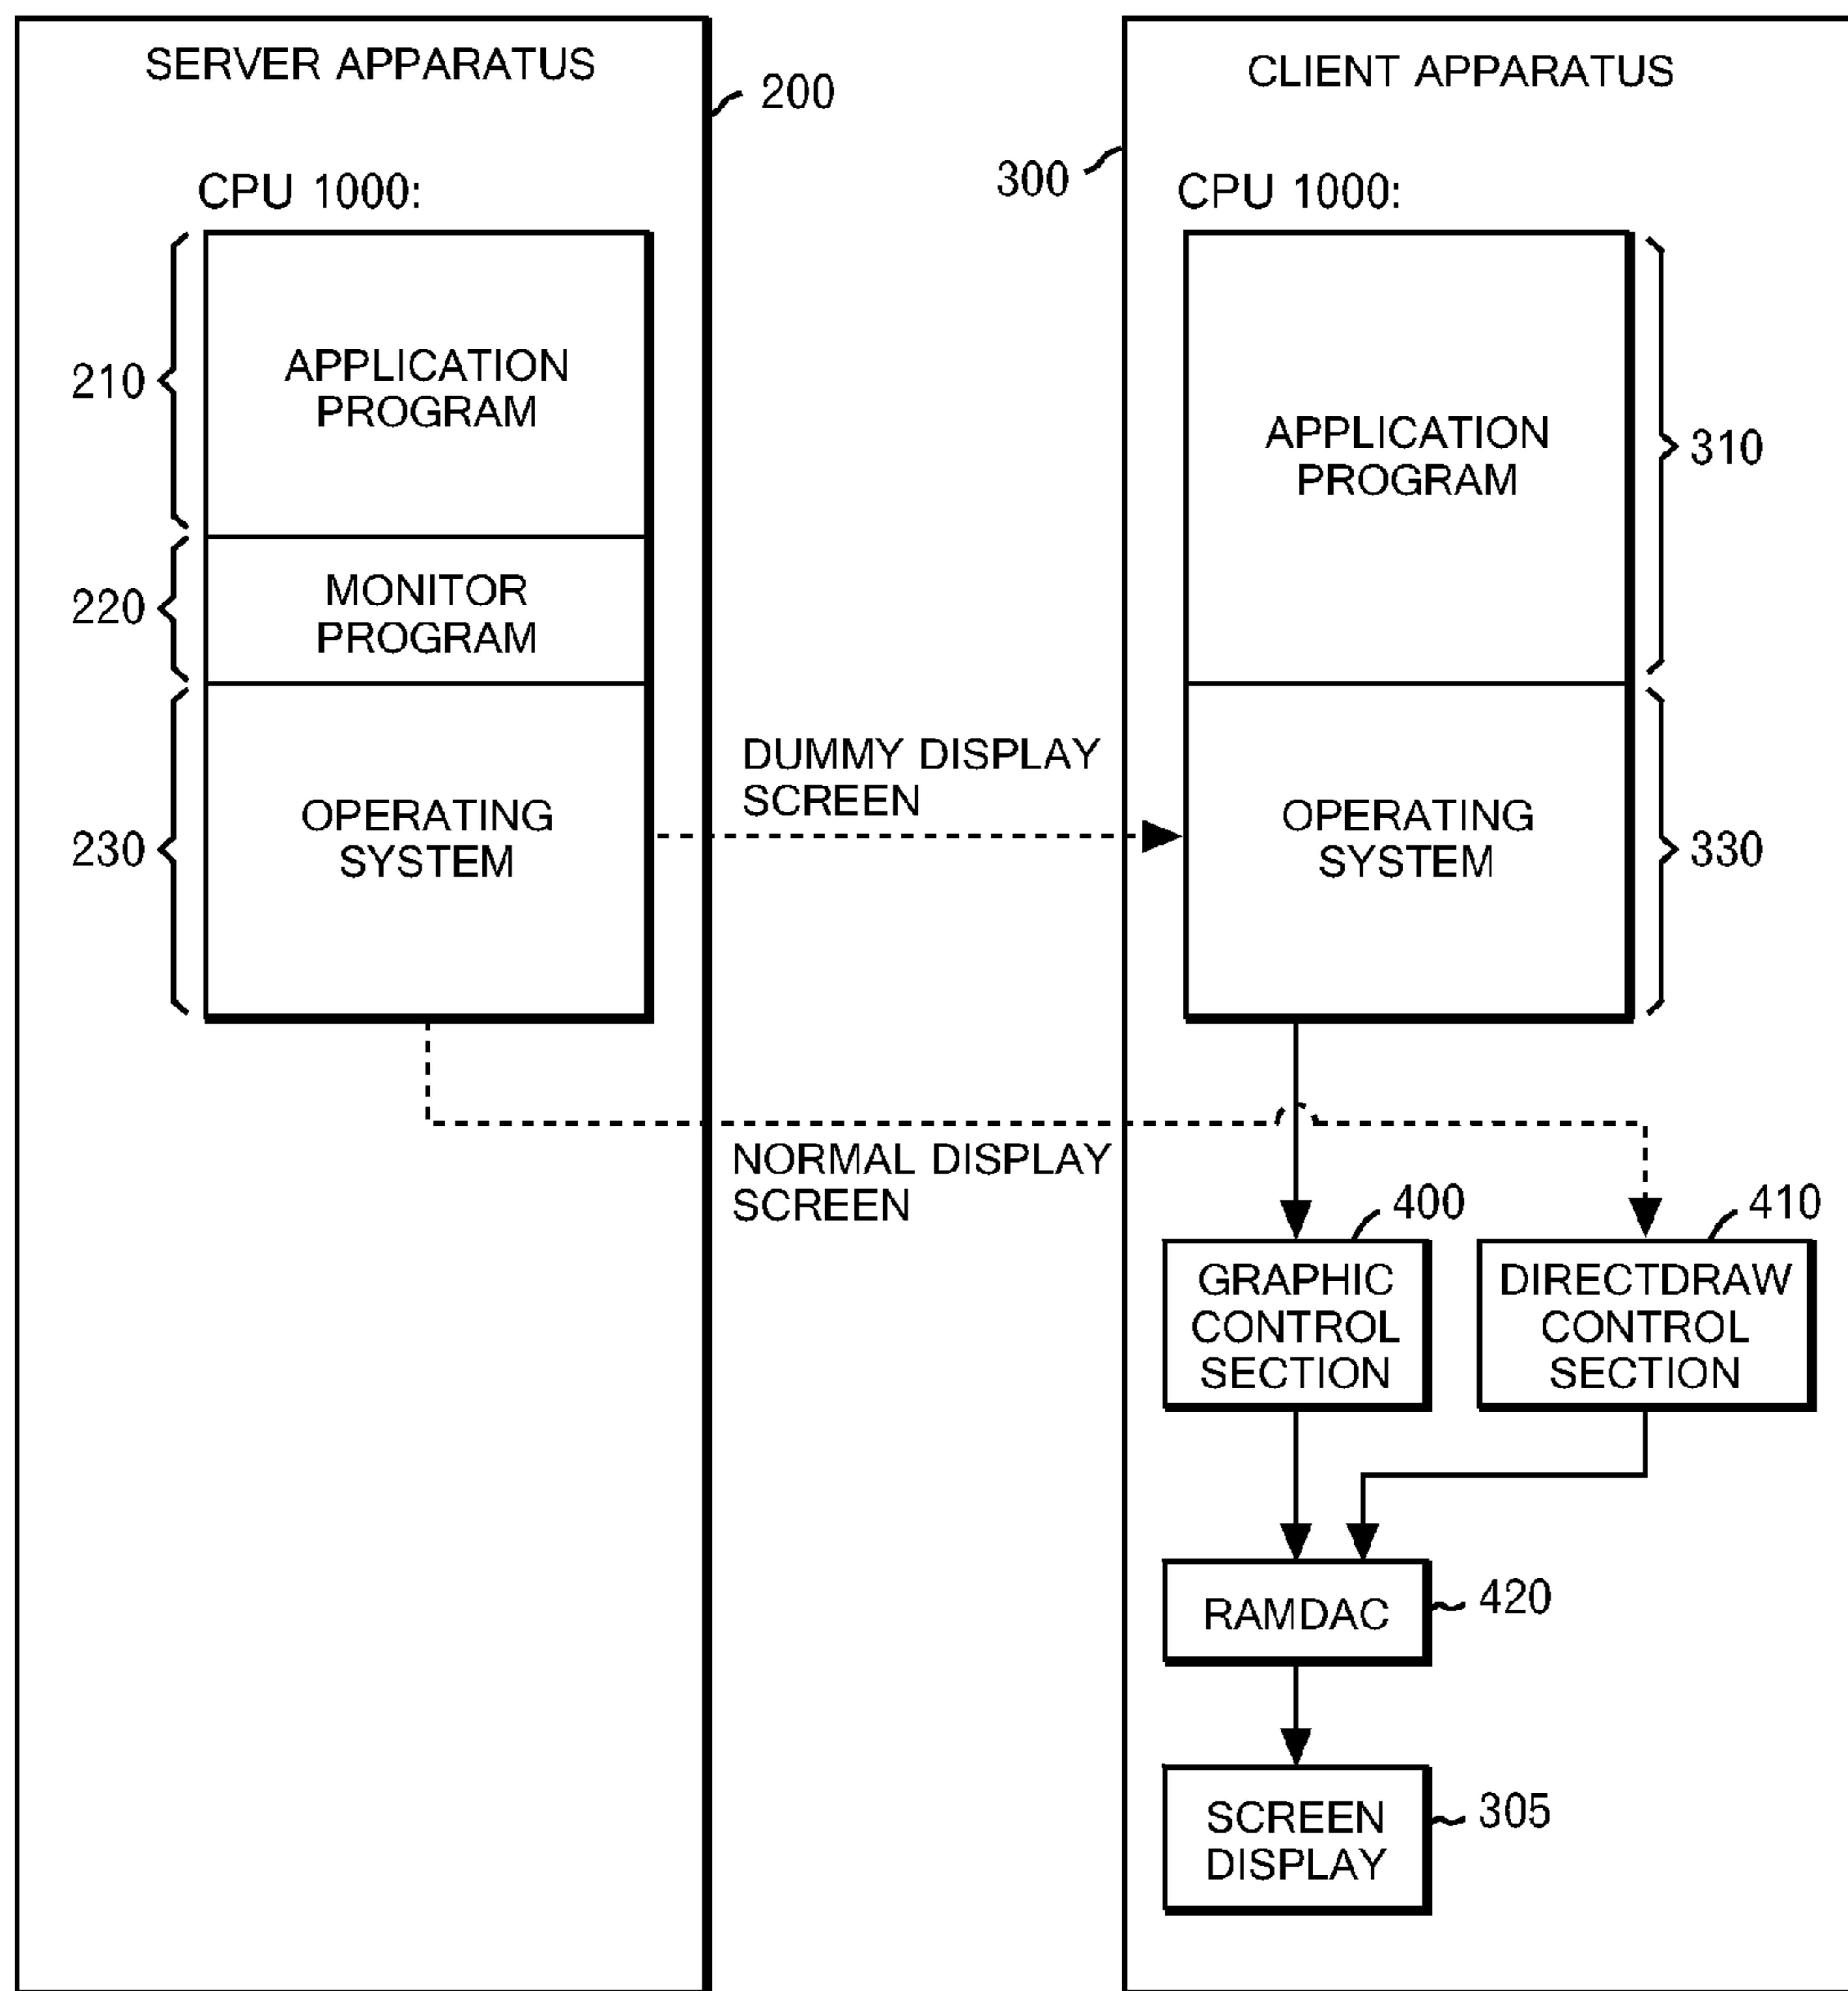 SERVER APPARATUS
200
CPU 1000:
210
APPLICATION
PROGRAM
220
MONITOR
PROGRAM
230
OPERATING
SYSTEM
DUMMY DISPLAY
SCREEN
NORMAL DISPLAY
SCREEN
CLIENT APPARATUS
300
CPU 1000:
APPLICATION
PROGRAM
310
OPERATING
SYSTEM
330
400
GRAPHIC
CONTROL
SECTION
410
DIRECTDRAW
CONTROL
SECTION
RAMDAC
420
SCREEN
DISPLAY
305